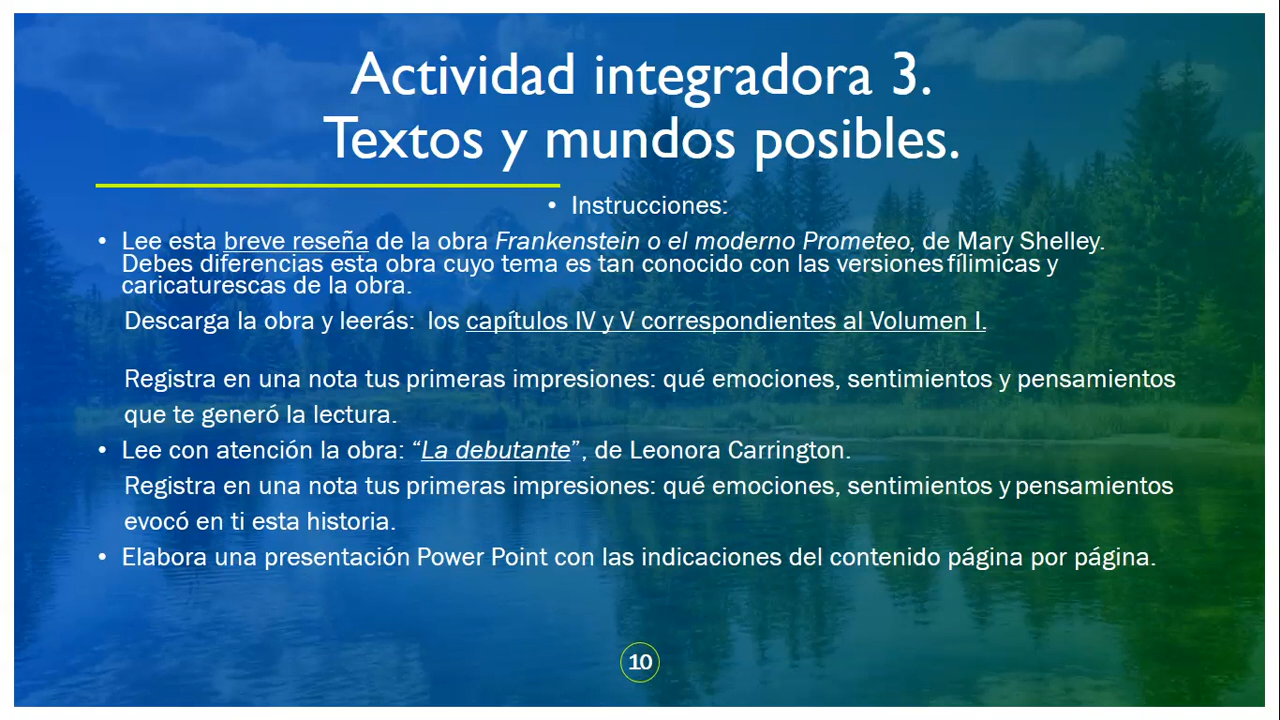 Actividad integradora 3.
Textos y mundos posibles.
• Instrucciones:
• Lee esta breve reseña de la obra Frankenstein o el moderno Prometeo, de Mary Shelley.
Debes diferencias esta obra cuyo tema es tan conocido con las versiones fílimicas y
caricaturescas de la obra.
Descarga la obra y leerás: los capítulos IV y V correspondientes al Volumen I.
Registra en una nota tus primeras impresiones: qué emociones, sentimientos y pensamientos
que te generó la lectura.
• Lee con atención la obra: “La debutante”, de Leonora Carrington.
Registra en una nota tus primeras impresiones: qué emociones, sentimientos y pensamientos
evocó en ti esta historia.
• Elabora una presentación Power Point con las indicaciones del contenido página por página.
10